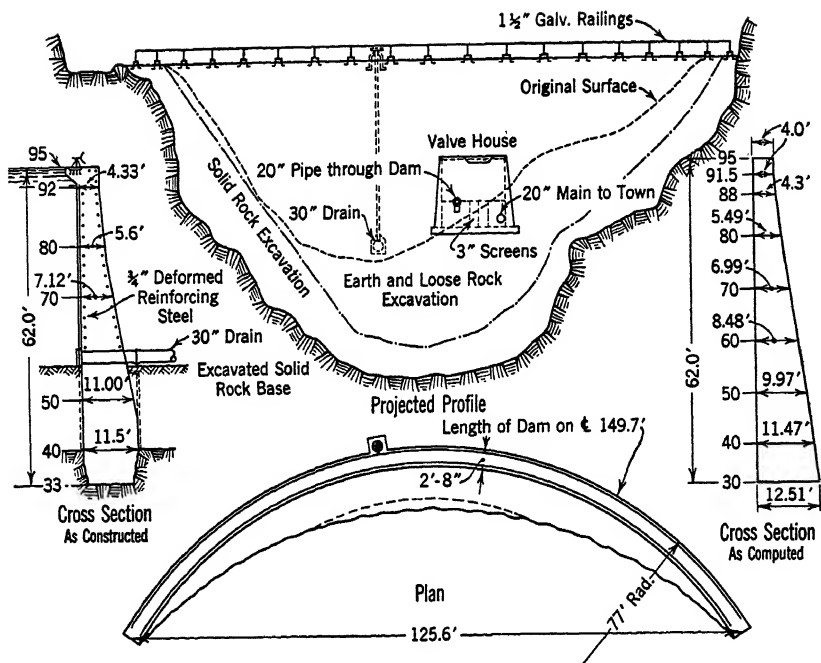 1½″ Galv. Railings
Original Surface
Valve House
20″ Pipe through Dam
20″ Main to Town
30″ Drain
3″ Screens
Solid Rock Excavation
Earth and Loose Rock
Excavation
Projected Profile
95
4.33′
92
80
5.6′
7.12′
70
¾″ Deformed
Reinforcing
Steel
30″ Drain
62.0′
11.00′
Excavated Solid
Rock Base
50
11.5′
40
33
Cross Section
As Constructed
4.0′
95
91.5
4.3′
88
5.49′
80
6.99′
70
8.48′
60
62.0′
9.97′
50
11.47′
40
30
12.51′
Cross Section
As Computed
Length of Dam on ℄ 149.7′
2′-8″
77′ Rad.
Plan
125.6′